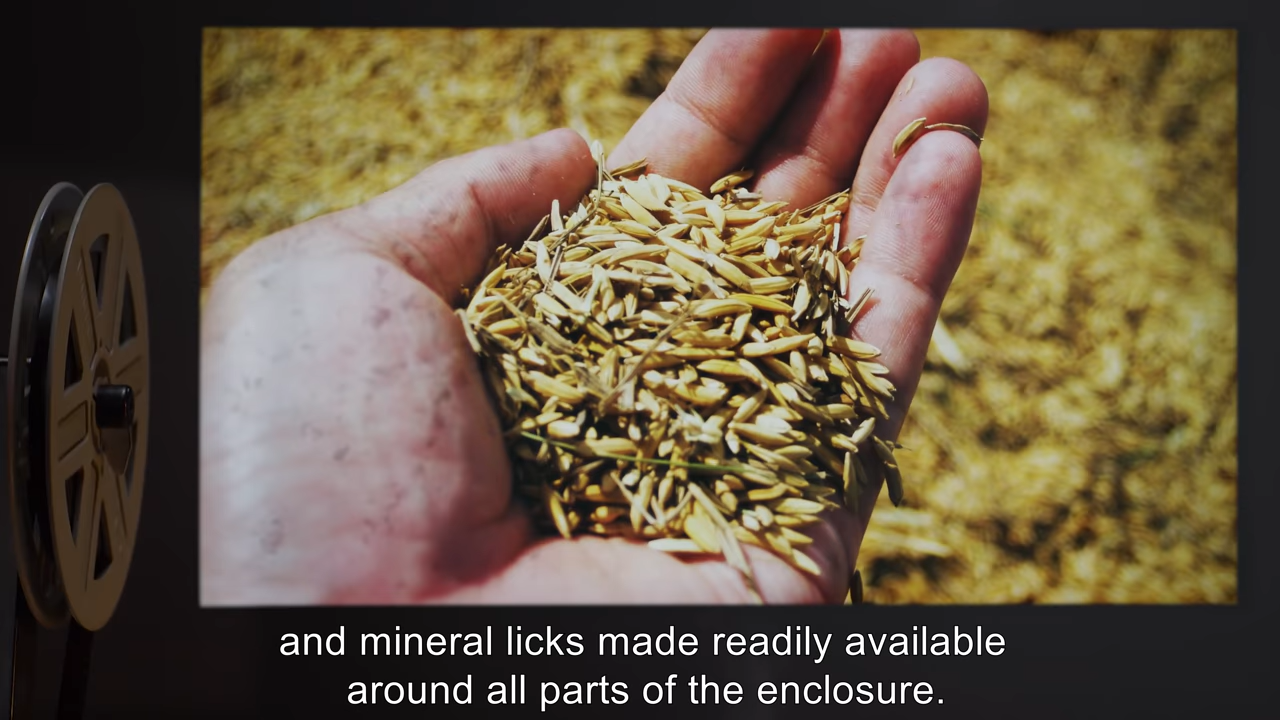 and mineral licks made readily available
around all parts of the enclosure.